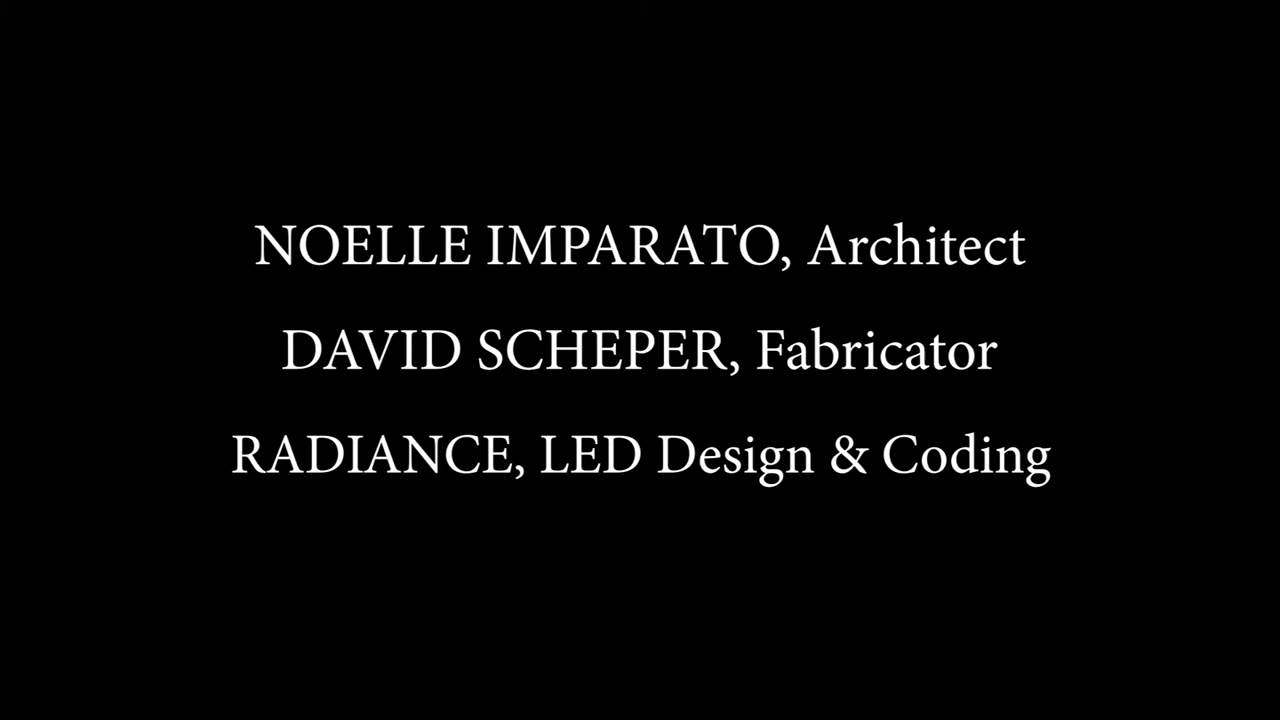 NOELLE IMPARATO, Architect
DAVID SCHEPER, Fabricator
RADIANCE, LED Design & Coding